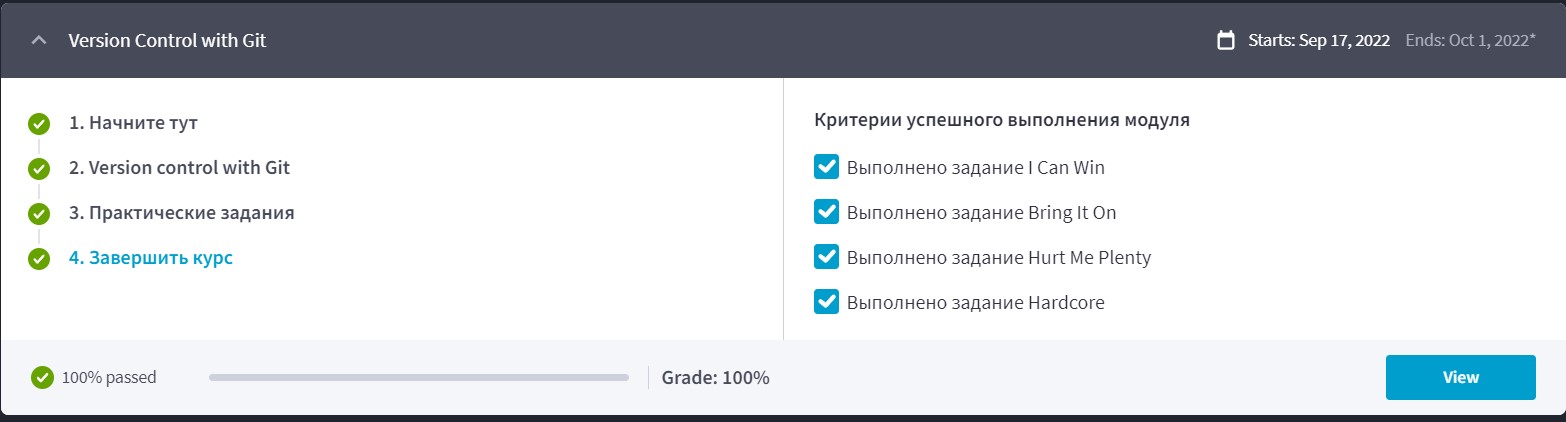 Version Control with Git
Starts: Sep 17, 2022 Ends: Oct 1, 2022*
1. Начните тут
2. Version control with Git
3. Практические задания
4. Завершить курс
Критерии успешного выполнения модуля
Выполнено задание I Can Win
Выполнено задание Bring It On
Выполнено задание Hurt Me Plenty
Выполнено задание Hardcore
100% passed
Grade: 100%
View